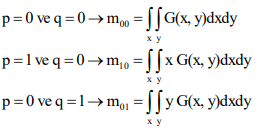 p = 0 ve q = 0 → m₀₀ = ∫∫ G(x, y)dxdy
x y
p = 1 ve q = 0 → m₁₀ = ∫∫ x G(x, y)dxdy
x y
p = 0 ve q = 1 → m₀₁ = ∫∫ y G(x, y)dxdy
x y